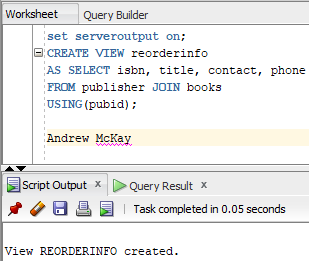 Worksheet Query Builder
set serveroutput on;
CREATE VIEW reorderinfo
AS SELECT isbn, title, contact, phone
FROM publisher JOIN books
USING(pubid);
Andrew McKay
Script Output x Query Result x
Task completed in 0.05 seconds
View REORDERINFO created.